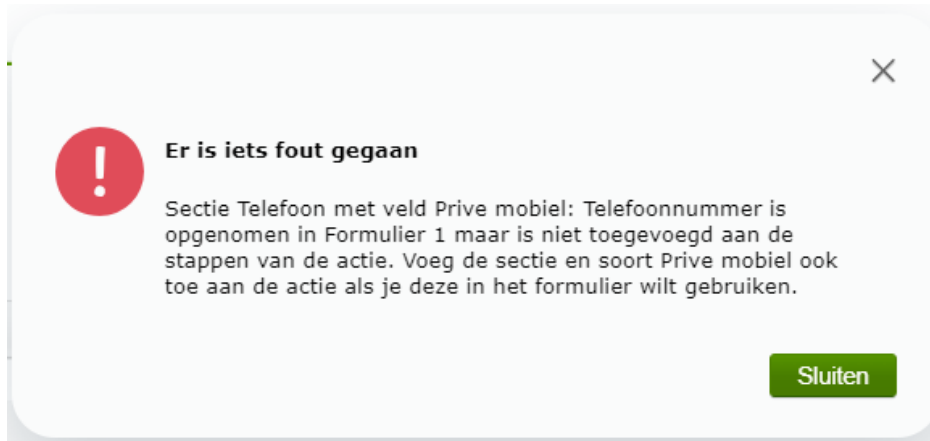 Er is iets fout gegaan
Sectie Telefoon met veld Prive mobiel: Telefoonnummer is
opgenomen in Formulier 1 maar is niet toegevoegd aan de
stappen van de actie. Voeg de sectie en soort Prive mobiel ook
toe aan de actie als je deze in het formulier wilt gebruiken.
Sluiten